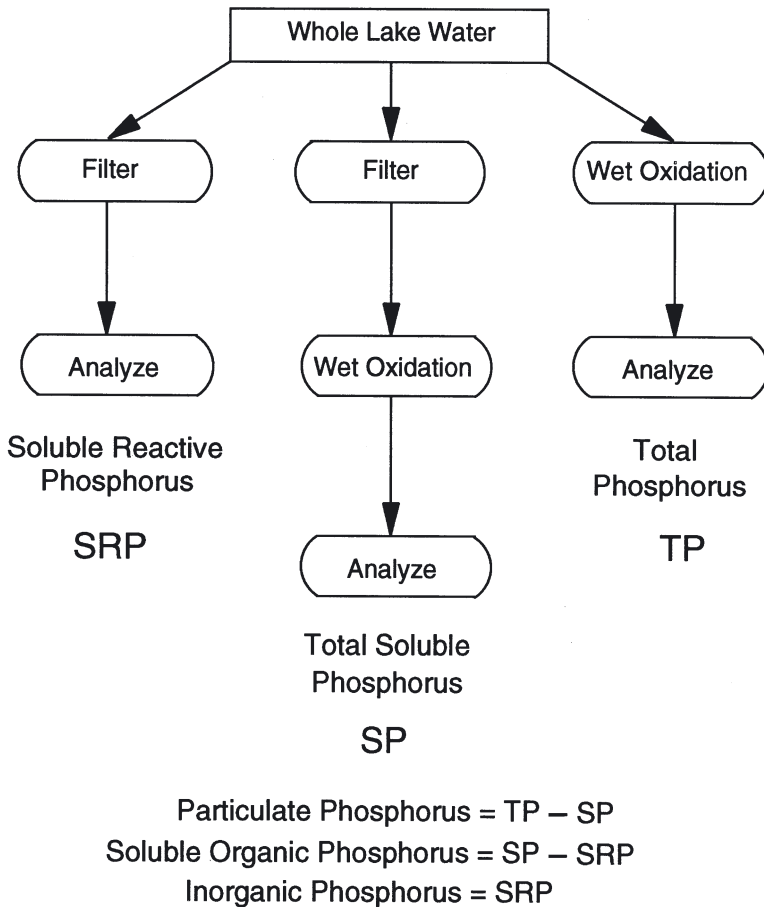 Whole Lake Water
Filter
Filter
Wet Oxidation
Analyze
Wet Oxidation
Analyze
Soluble Reactive
Phosphorus
SRP
Total
Phosphorus
TP
Analyze
Total Soluble
Phosphorus
SP
Particulate Phosphorus = TP – SP
Soluble Organic Phosphorus = SP – SRP
Inorganic Phosphorus = SRP